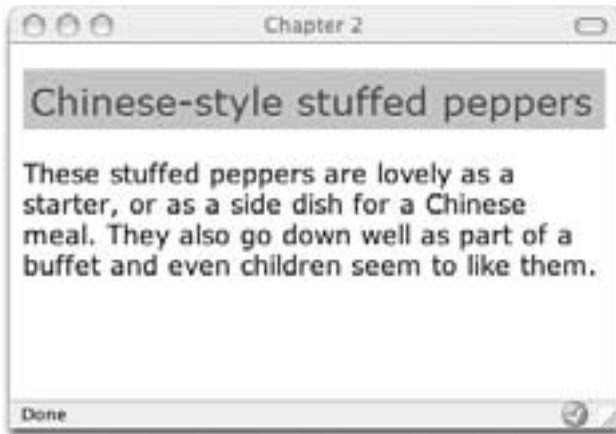 Chapter 2
Chinese-style stuffed peppers
These stuffed peppers are lovely as a
starter, or as a side dish for a Chinese
meal. They also go down well as part of a
buffet and even children seem to like them.
Done